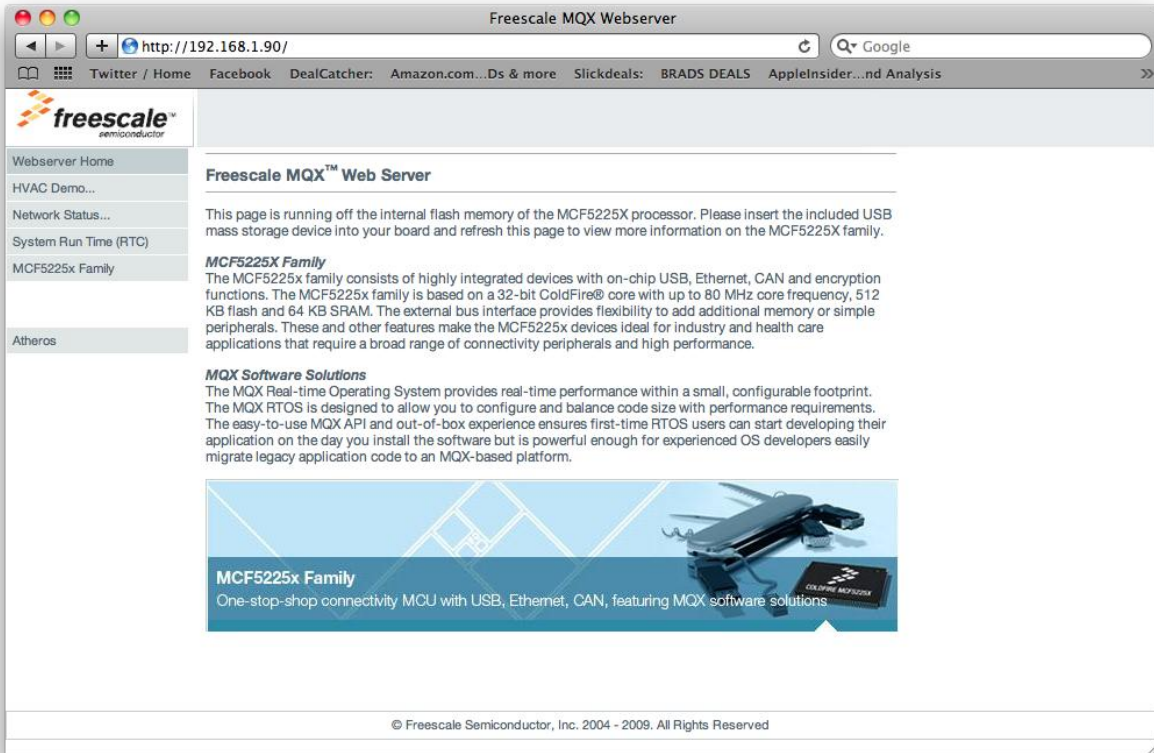 Freescale MQX Webserver
http://192.168.1.90/
Google
Twitter / Home Facebook DealCatcher: Amazon.com...Ds & more Slickdeals: BRADS DEALS AppleInsider...nd Analysis
freescale™
semiconductor
Webserver Home
HVAC Demo...
Network Status...
System Run Time (RTC)
MCF5225x Family
Atheros
Freescale MQX™ Web Server
This page is running off the internal flash memory of the MCF5225X processor. Please insert the included USB
mass storage device into your board and refresh this page to view more information on the MCF5225X family.
MCF5225X Family
The MCF5225x family consists of highly integrated devices with on-chip USB, Ethernet, CAN and encryption
functions. The MCF5225x family is based on a 32-bit ColdFire® core with up to 80 MHz core frequency, 512
KB flash and 64 KB SRAM. The external bus interface provides flexibility to add additional memory or simple
peripherals. These and other features make the MCF5225x devices ideal for industry and health care
applications that require a broad range of connectivity peripherals and high performance.
MQX Software Solutions
The MQX Real-time Operating System provides real-time performance within a small, configurable footprint.
The MQX RTOS is designed to allow you to configure and balance code size with performance requirements.
The easy-to-use MQX API and out-of-box experience ensures first-time RTOS users can start developing their
application on the day you install the software but is powerful enough for experienced OS developers easily
migrate legacy application code to an MQX-based platform.
MCF5225x Family
One-stop-shop connectivity MCU with USB, Ethernet, CAN, featuring MQX software solutions
COLDFIRE MCF5225X
© Freescale Semiconductor, Inc. 2004 - 2009. All Rights Reserved